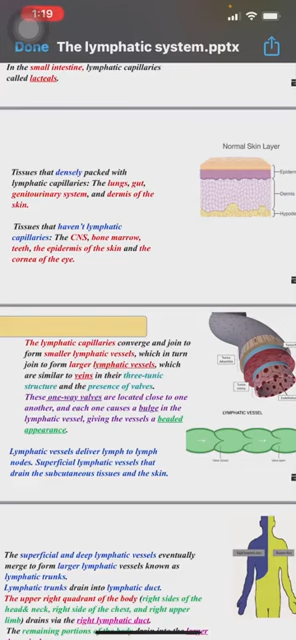 1:19
Done The lymphatic system.pptx
In the small intestine, lymphatic capillaries
called lacteals.
Normal Skin Layer
Tissues that densely packed with
lymphatic capillaries: The lungs, gut,
genitourinary system, and dermis of the
skin.
Dermis
Tissues that haven't lymphatic
capillaries: The CNS, bone marrow,
teeth, the epidermis of the skin and the
cornea of the eye.
The lymphatic capillaries converge and join to
form smaller lymphatic vessels, which in turn
join to form larger lymphatic vessels, which
are similar to veins in their three-tunic
structure and the presence of valves.
These one-way valves are located close to one
another, and each one causes a bulge in the
lymphatic vessel, giving the vessels a beaded
appearance.
LYMPHATIC VESSEL
Lymphatic vessels deliver lymph to lymph
nodes. Superficial lymphatic vessels that
drain the subcutaneous tissues and the skin.
The superficial and deep lymphatic vessels eventually
merge to form larger lymphatic vessels known as
lymphatic trunks.
Lymphatic trunks drain into lymphatic duct.
The upper right quadrant of the body (right sides of the
head& neck, right side of the chest, and right upper
limb) drains via the right lymphatic duct.
The remaining portions of the body drain into the larger